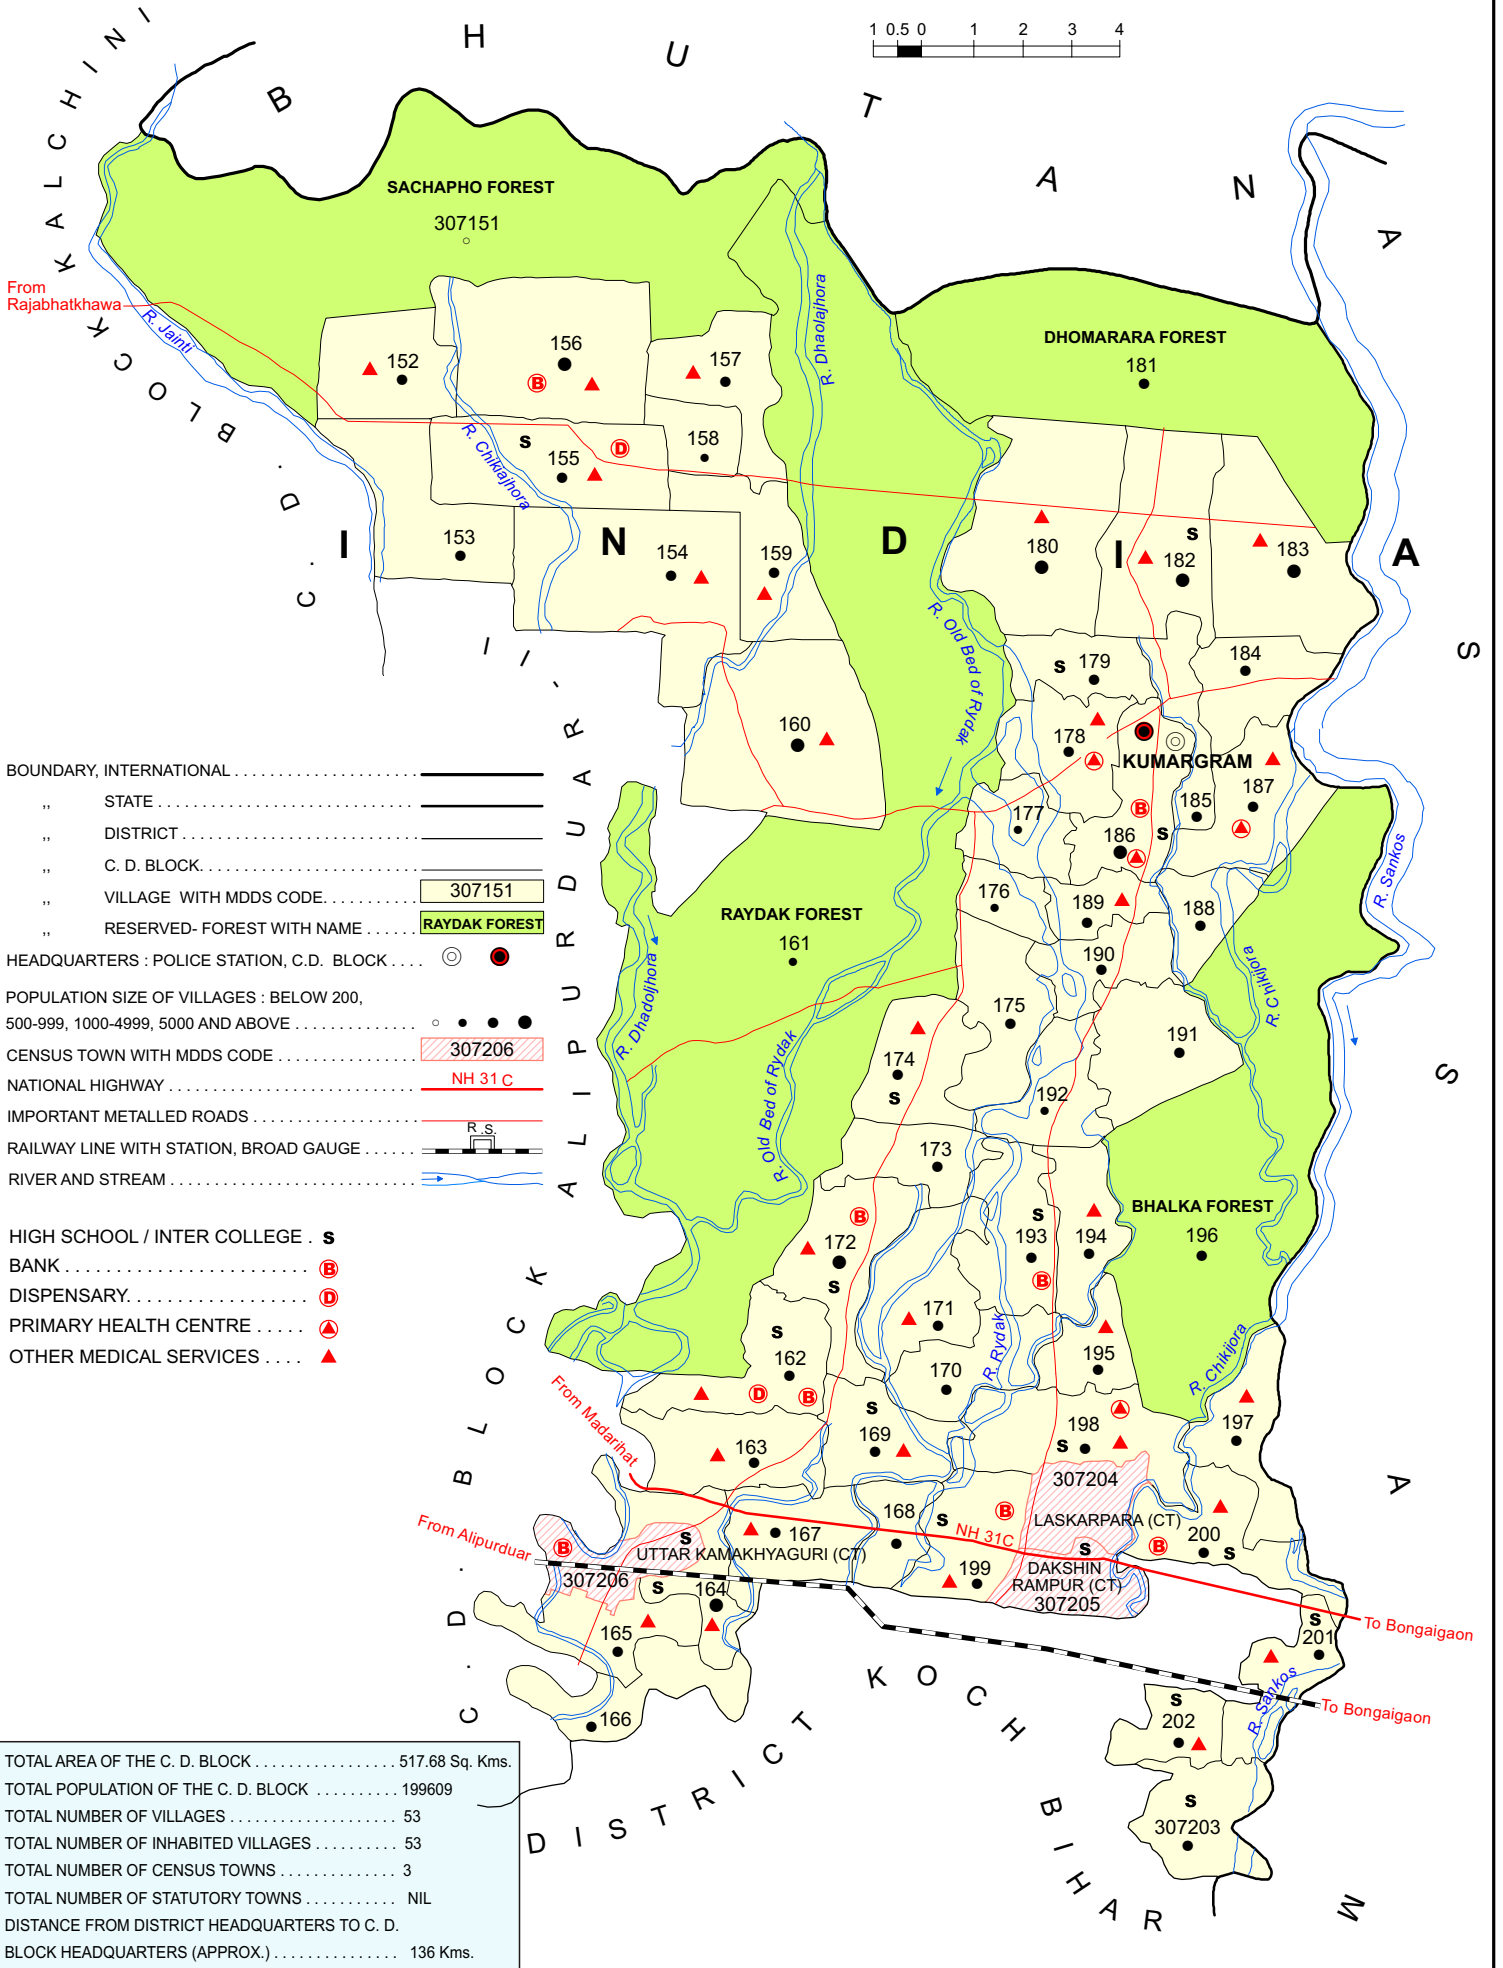 B H U T A N
1 0.5 0 1 2 3 4
C. D. BLOCK KALCHINI
A S S A M
I N D I A
SACHAPHO FOREST
307151
From
Rajabhatkhawa
R. Jainti
R. Dhaolajhora
DHOMARARA FOREST
181
152
156
B
157
R. Chikiajhora
S
D
155
158
153
154
159
180
S
182
183
R. Old Bed of Rydak
S
179
184
160
178
KUMARGRAM
177
B
185
187
186
S
R. Sankos
176
189
188
RAYDAK FOREST
161
190
R. Chikijora
R. Dhadoljhora
175
191
174
S
R. Old Bed of Rydak
192
173
BHALKA FOREST
196
B
172
S
S
193
B
194
171
R. Rydak
195
R. Chikijora
S
162
D
B
170
From Madarihat
163
S
169
198
S
197
307204
LASKARPARA (CT)
168
S
B
NH 31C
B
200
S
From Alipurduar
B
S
167
UTTAR KAMAKHYAGURI (CT)
S
DAKSHIN
RAMPUR (CT)
307205
307206
S
164
199
165
166
To Bongaigaon
S
201
To Bongaigaon
R. Sankos
S
202
S
307203
C. D. BLOCK ALIPURDUAR - II
DISTRICT KOCH BIHAR
BOUNDARY, INTERNATIONAL
,, STATE
,, DISTRICT
,, C. D. BLOCK
,, VILLAGE WITH MDDS CODE 307151
,, RESERVED- FOREST WITH NAME RAYDAK FOREST
HEADQUARTERS : POLICE STATION, C.D. BLOCK
POPULATION SIZE OF VILLAGES : BELOW 200,
500-999, 1000-4999, 5000 AND ABOVE
CENSUS TOWN WITH MDDS CODE 307206
NATIONAL HIGHWAY NH 31 C
IMPORTANT METALLED ROADS
RAILWAY LINE WITH STATION, BROAD GAUGE R .S.
RIVER AND STREAM
HIGH SCHOOL / INTER COLLEGE . S
BANK B
DISPENSARY D
PRIMARY HEALTH CENTRE
OTHER MEDICAL SERVICES
TOTAL AREA OF THE C. D. BLOCK 517.68 Sq. Kms.
TOTAL POPULATION OF THE C. D. BLOCK 199609
TOTAL NUMBER OF VILLAGES 53
TOTAL NUMBER OF INHABITED VILLAGES 53
TOTAL NUMBER OF CENSUS TOWNS 3
TOTAL NUMBER OF STATUTORY TOWNS NIL
DISTANCE FROM DISTRICT HEADQUARTERS TO C. D.
BLOCK HEADQUARTERS (APPROX.) 136 Kms.